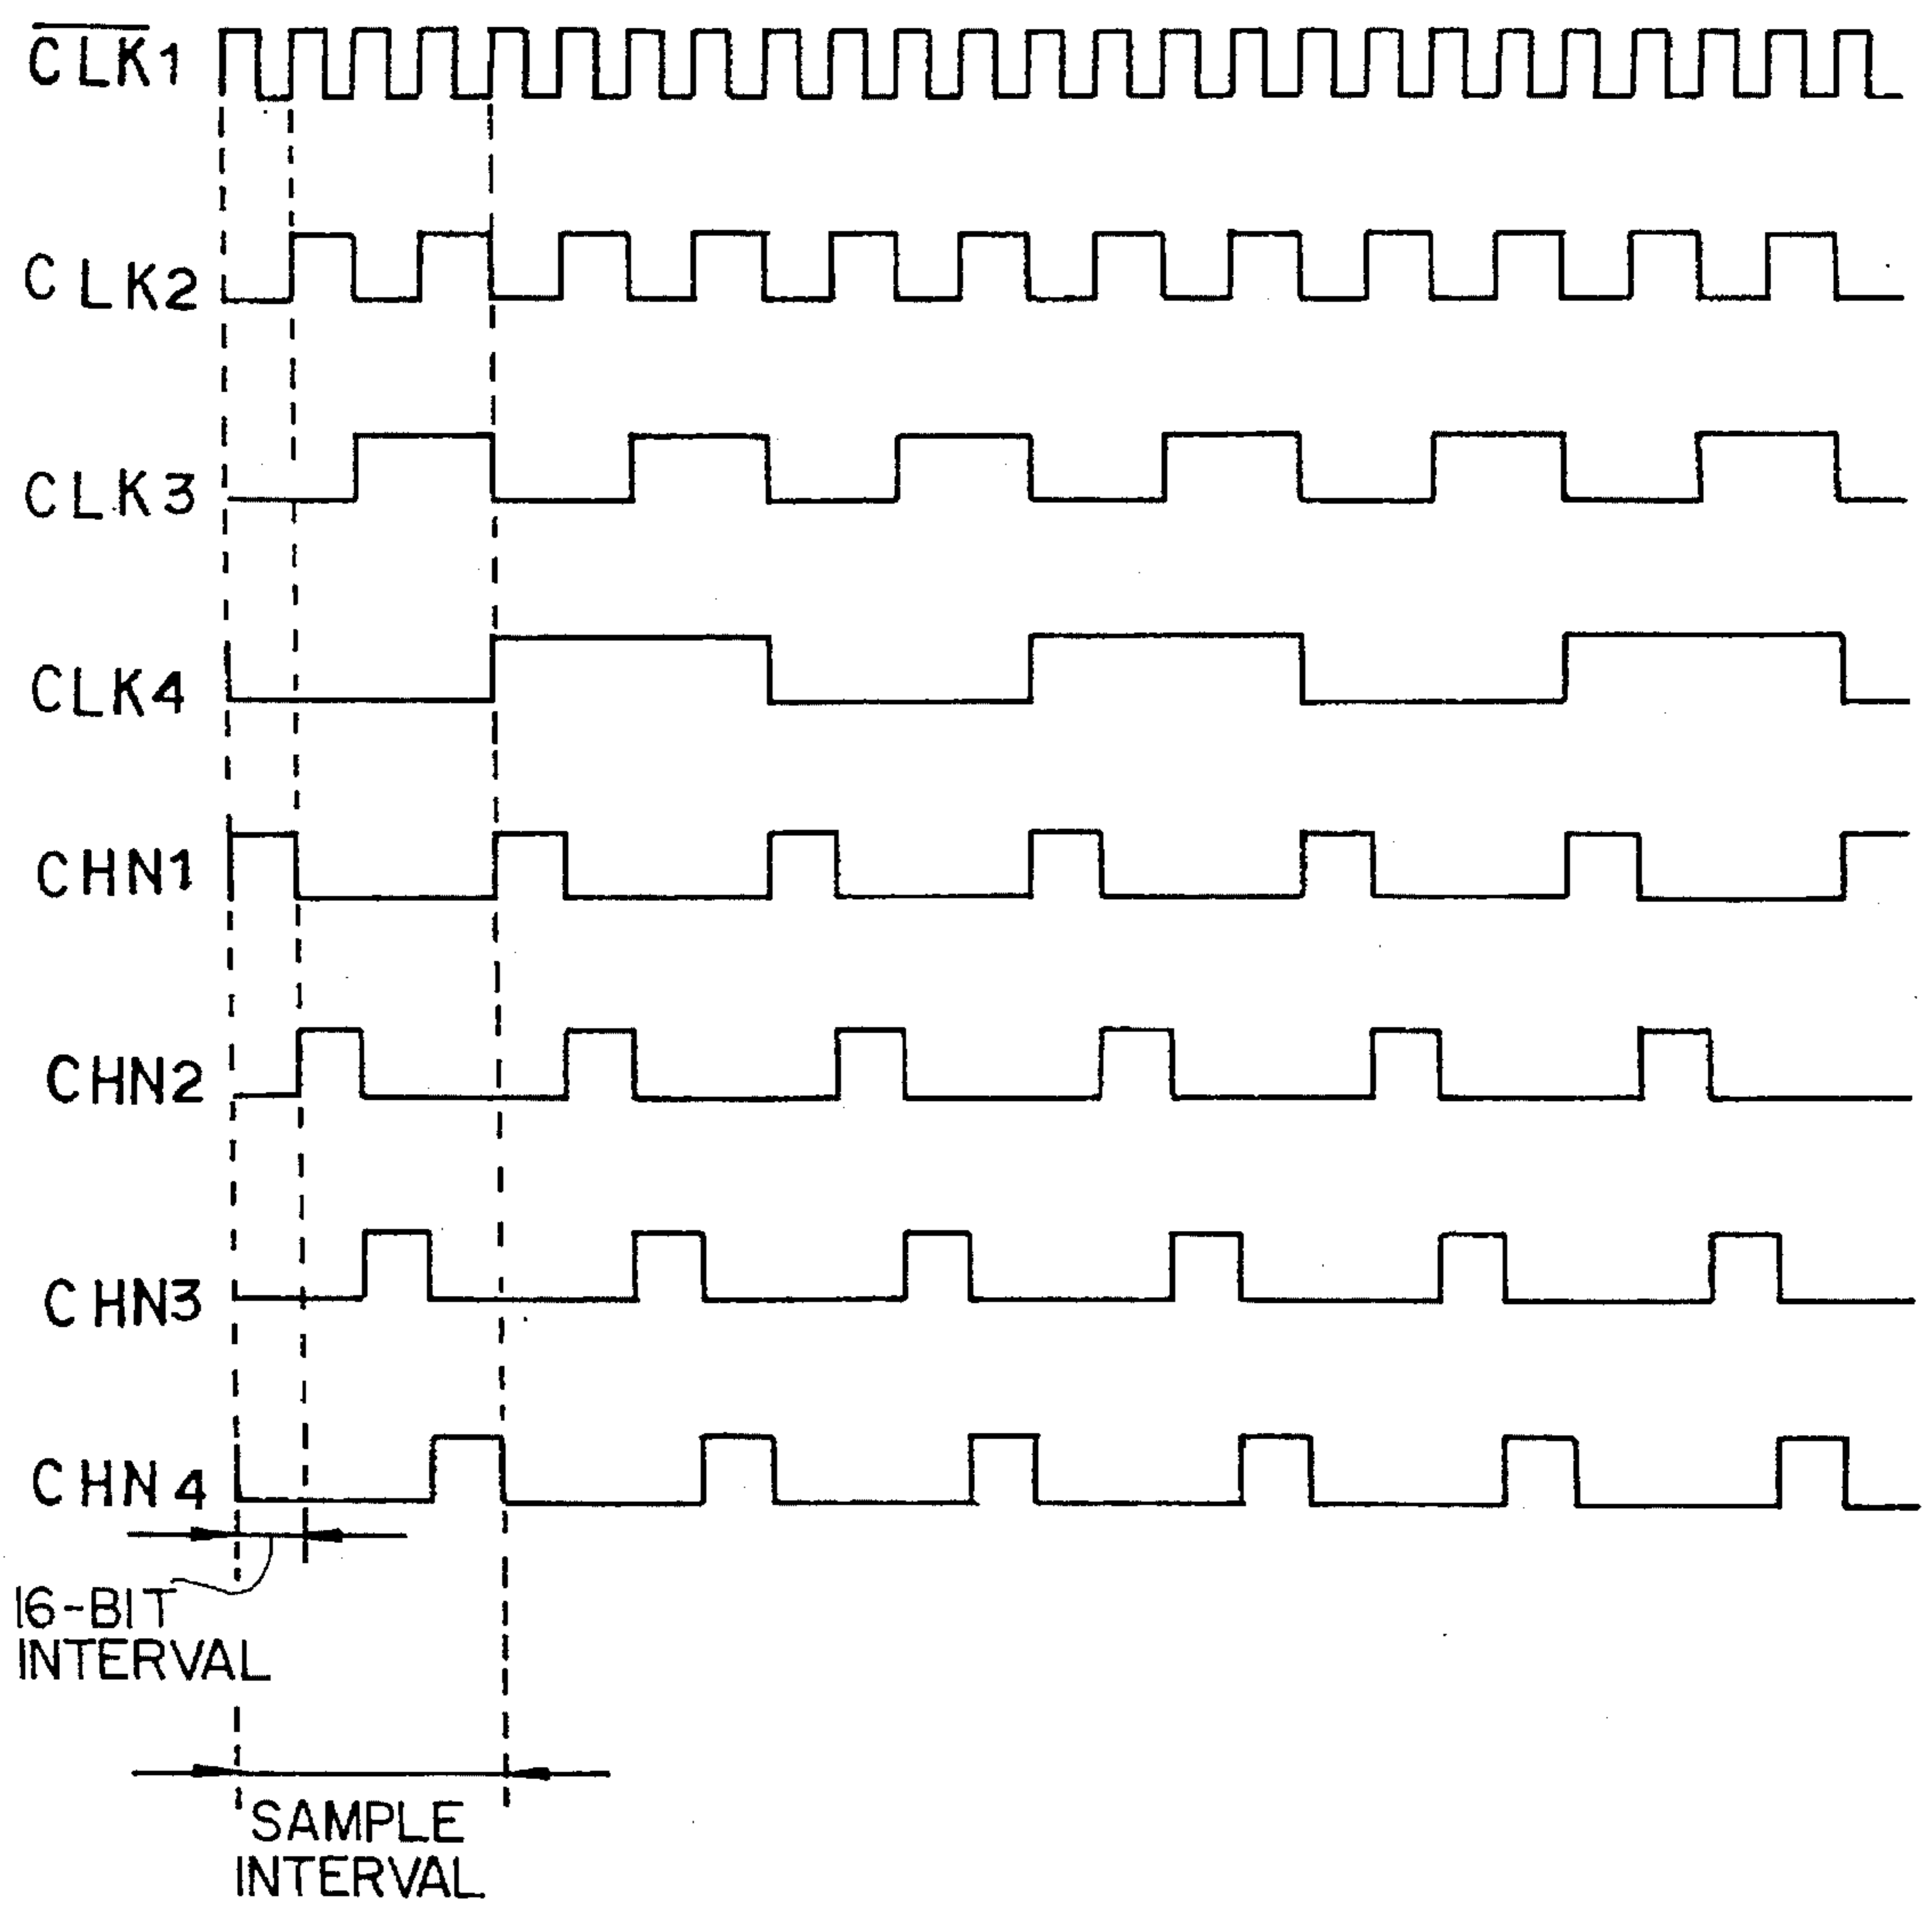 CLK1
CLK2
CLK3
CLK4
CHN1
CHN2
CHN3
CHN4
16-BIT
INTERVAL
SAMPLE
INTERVAL